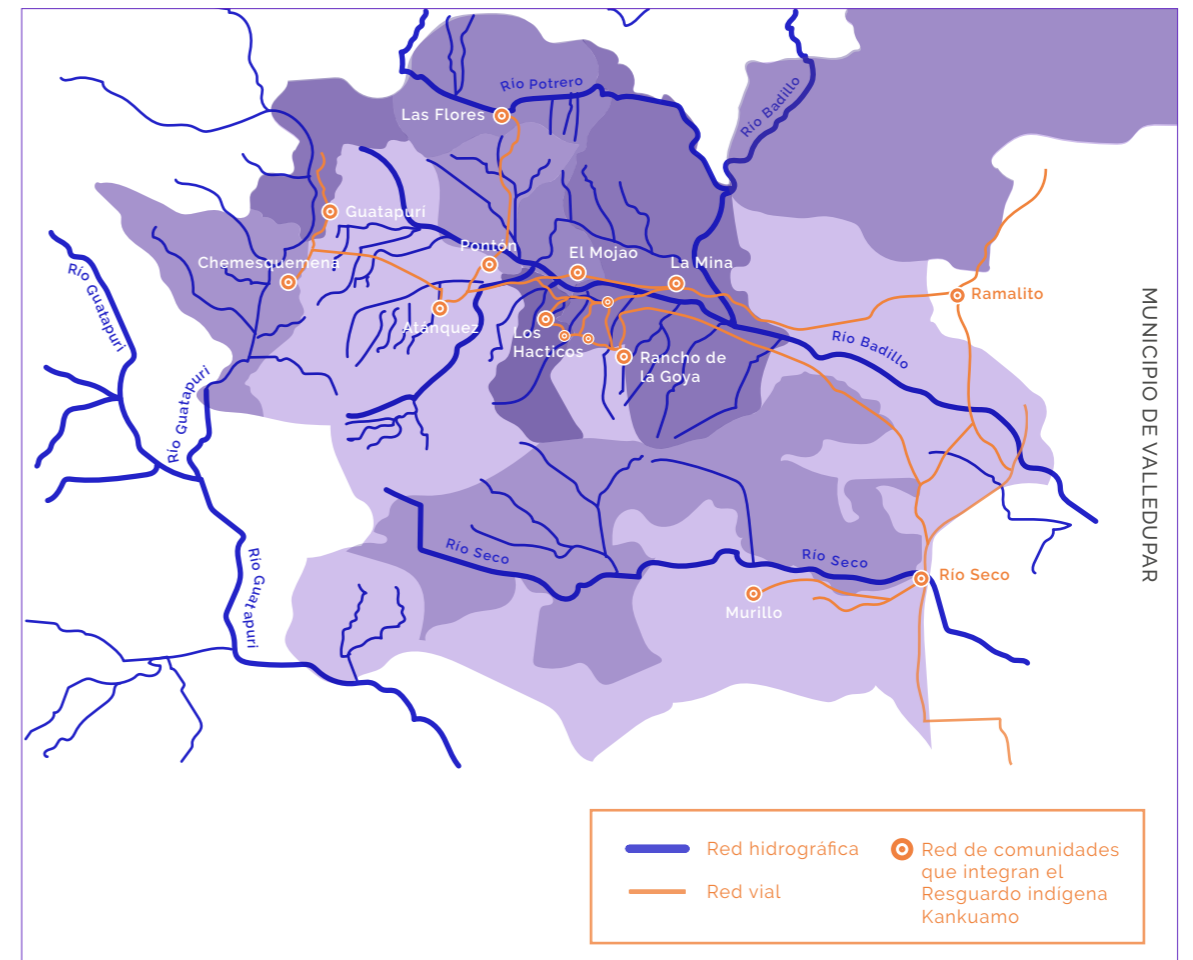 Río Potrero
Río Badillo
Las Flores
Guatapurí
Chemesquemena
Pontón
El Mojao
La Mina
Ramalito
Río Guatapurí
Atánquez
Los
Hacticos
Rancho de
la Goya
Río Badillo
Río Guatapurí
MUNICIPIO DE VALLEDUPAR
Río Seco
Río Seco
Río Seco
Río Guatapurí
Murillo
Red hidrográfica
Red vial
Red de comunidades
que integran el
Resguardo indígena
Kankuamo